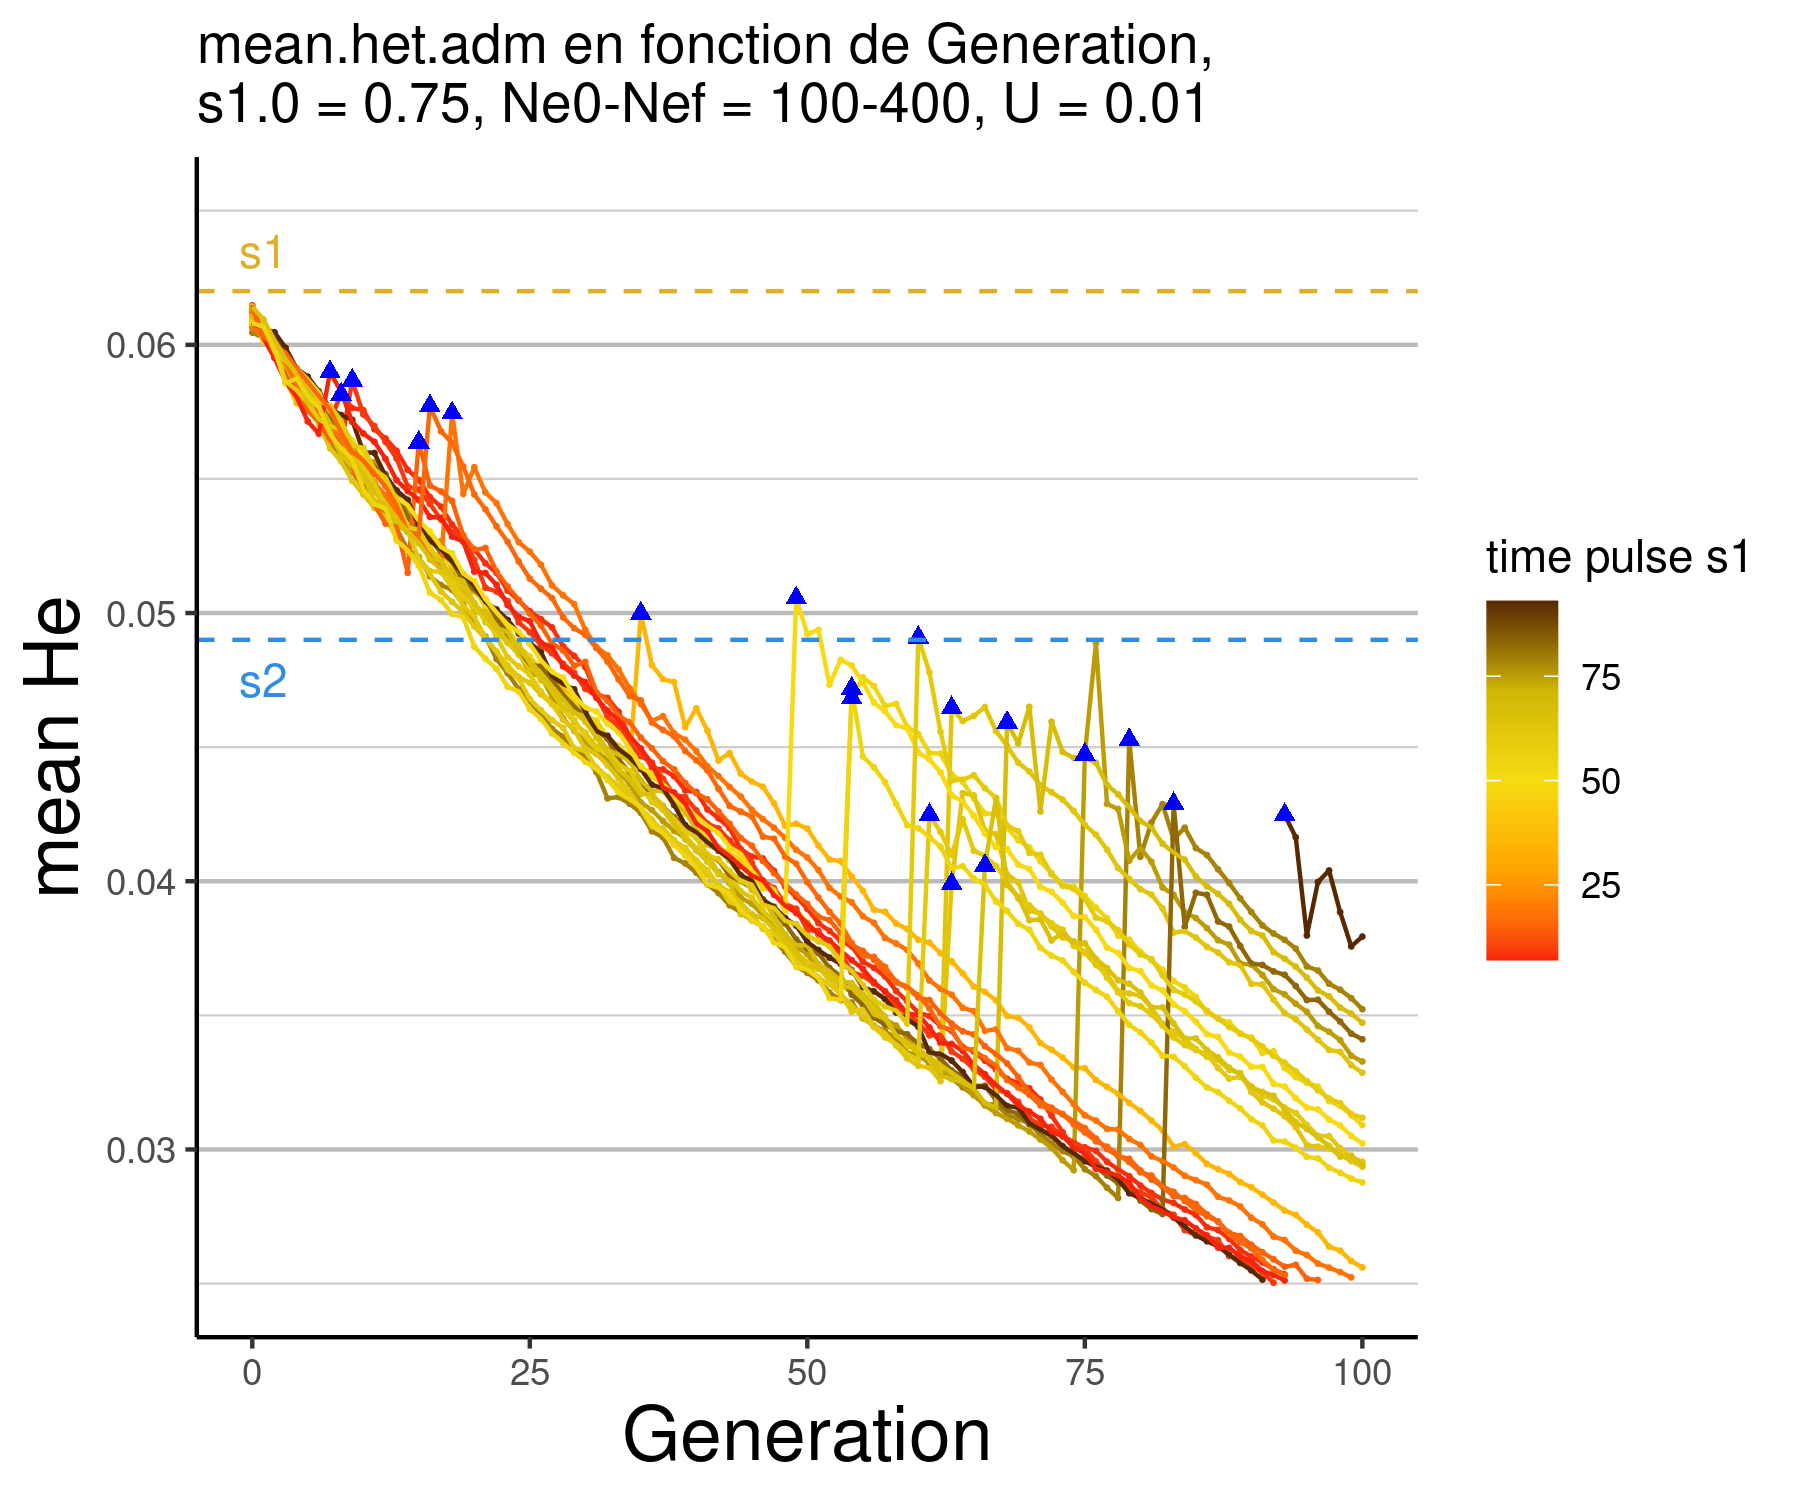 mean.het.adm en fonction de Generation,
s1.0 = 0.75, Ne0-Nef = 100-400, U = 0.01
s1
0.06
time pulse s1
0.05
s2
75
50
0.04
25
0.03
mean He
0
25
50
75
100
Generation